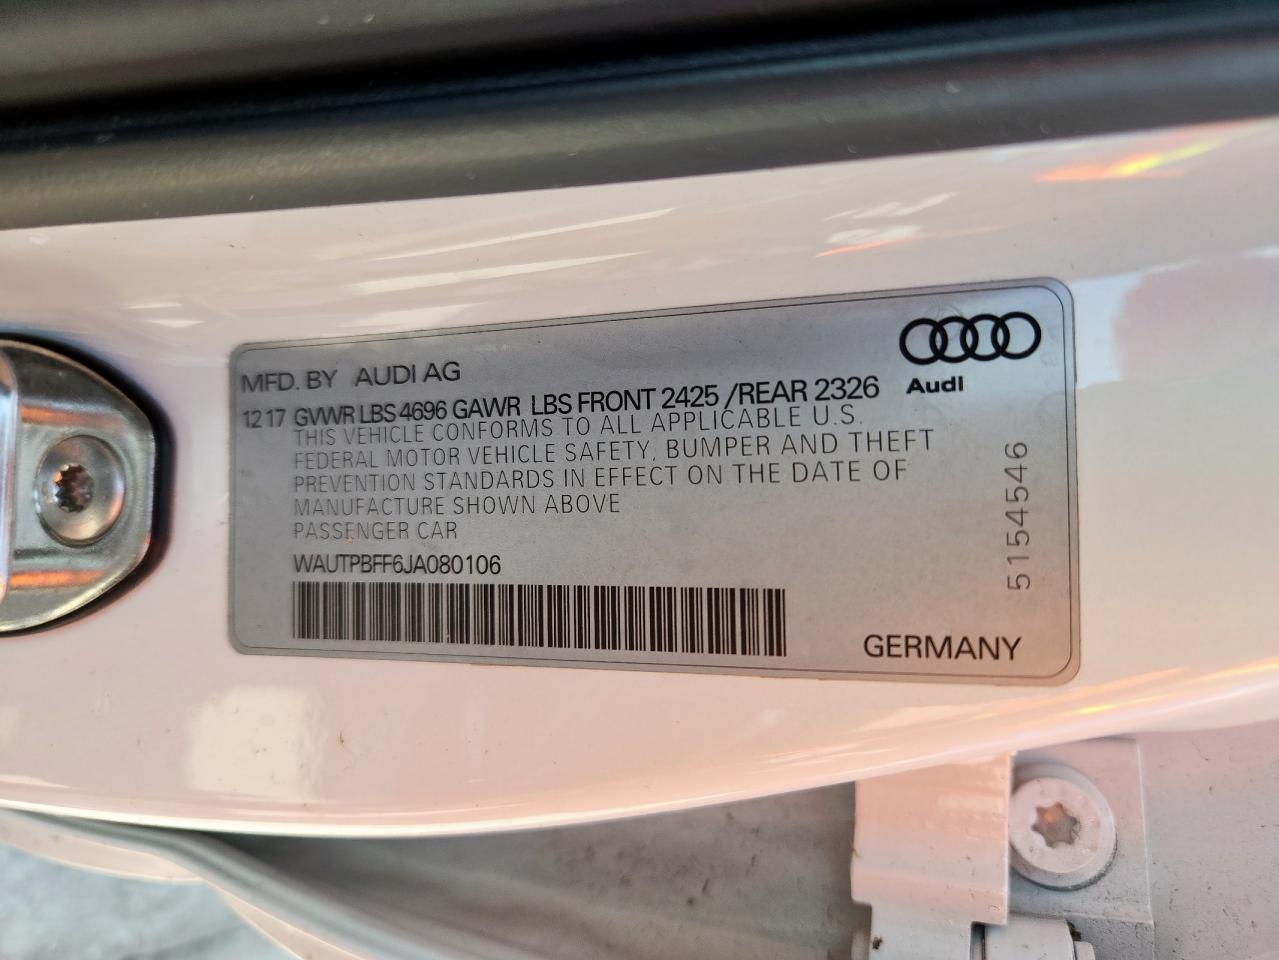 MFD. BY AUDI AG
Audi
12 17 GVWR LBS 4696 GAWR LBS FRONT 2425 /REAR 2326
THIS VEHICLE CONFORMS TO ALL APPLICABLE U.S.
FEDERAL MOTOR VEHICLE SAFETY, BUMPER AND THEFT
PREVENTION STANDARDS IN EFFECT ON THE DATE OF
MANUFACTURE SHOWN ABOVE
PASSENGER CAR
WAUTPBFF6JA080106
5154546
GERMANY